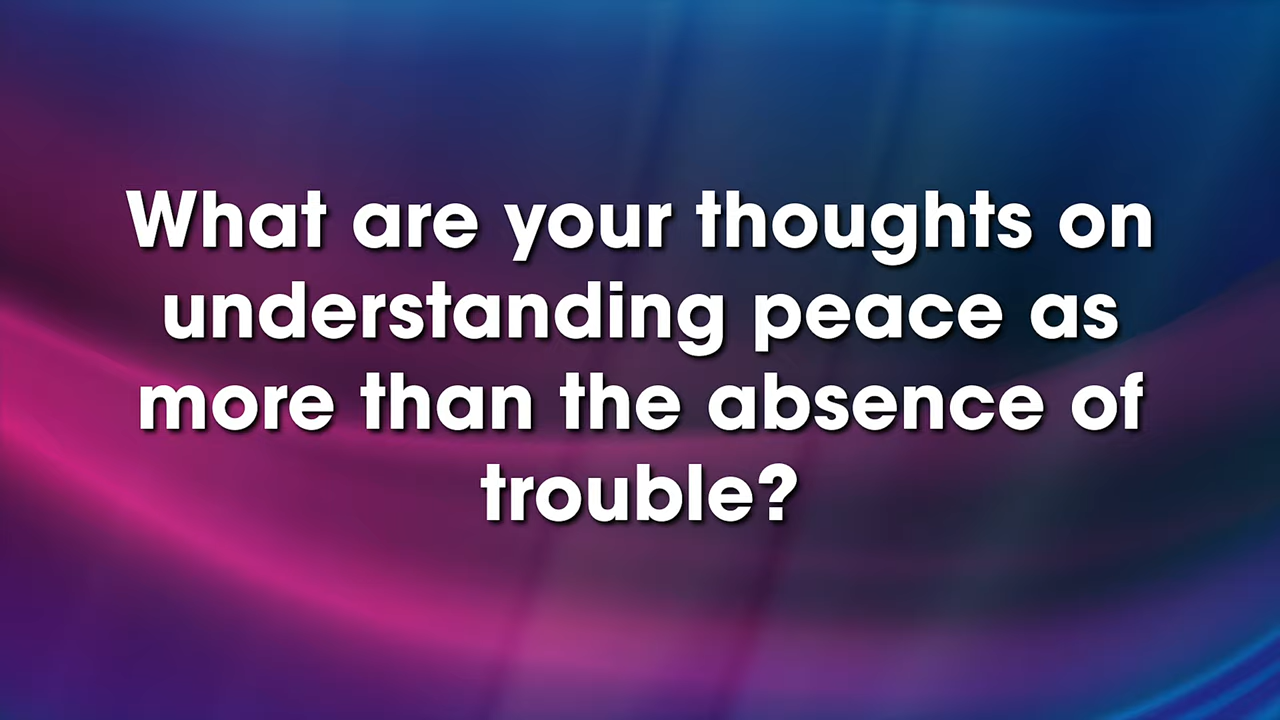 What are your thoughts on
understanding peace as
more than the absence of
trouble?